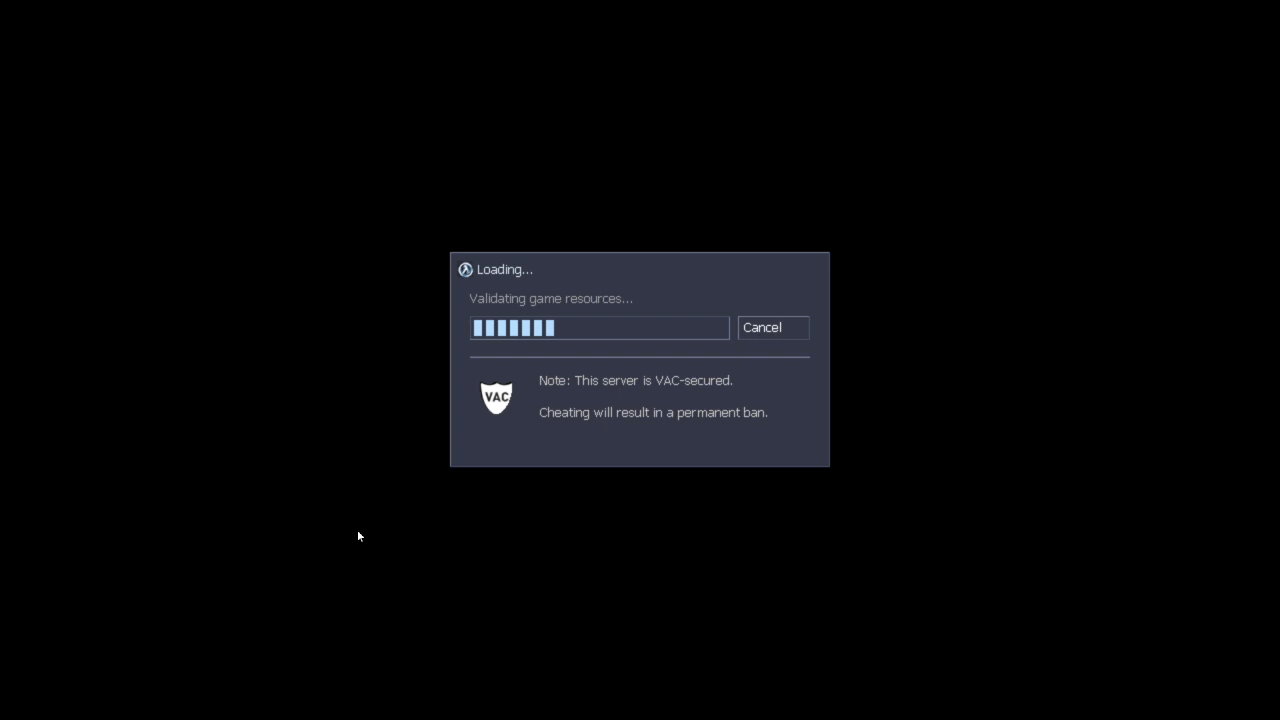 Loading...
Validating game resources...
Cancel
VAC
Note: This server is VAC-secured.
Cheating will result in a permanent ban.